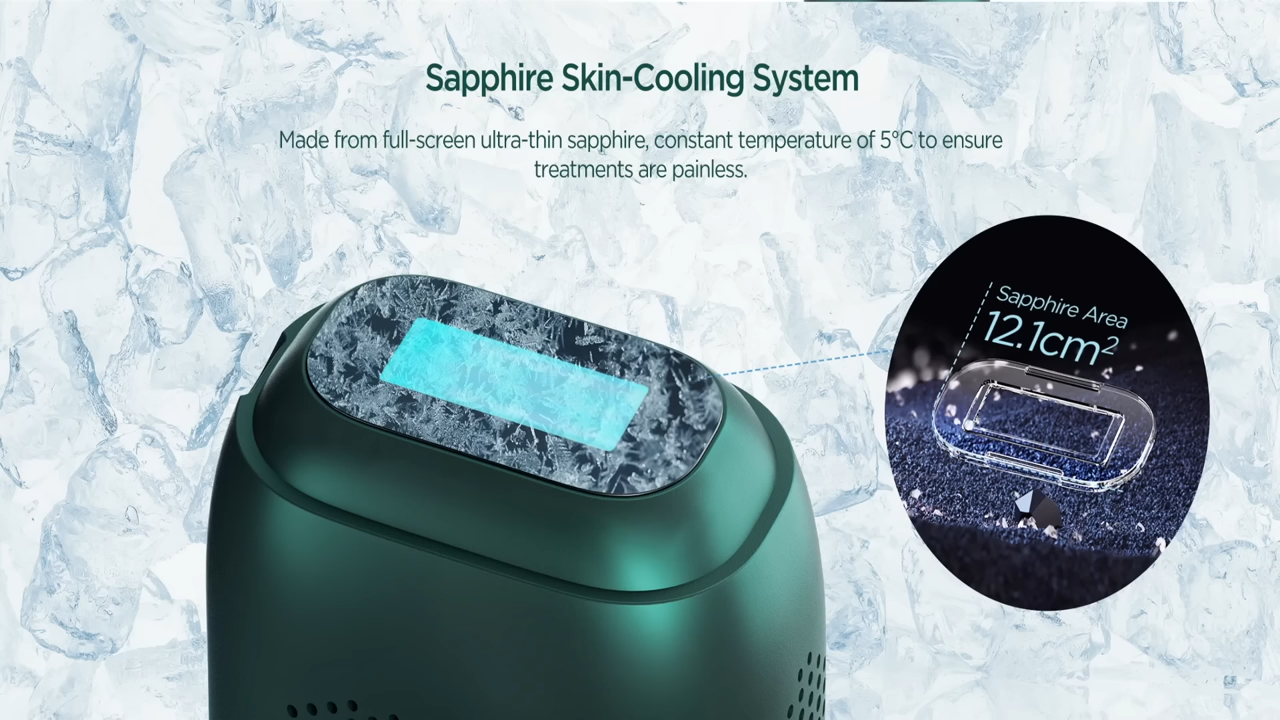 Sapphire Skin-Cooling System
Made from full-screen ultra-thin sapphire, constant temperature of 5°C to ensure
treatments are painless.
Sapphire Area
12.1cm²